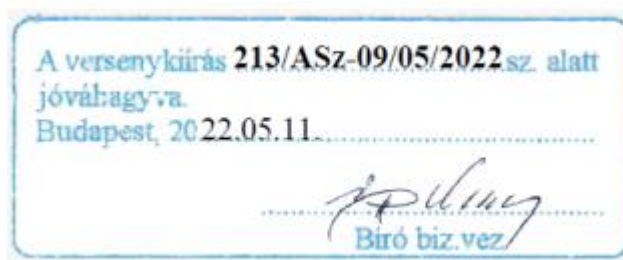 A versenykiírás 213/ASz-09/05/2022 sz. alatt
jóváhagyva.
Budapest, 2022.05.11.
Bíró biz.vez